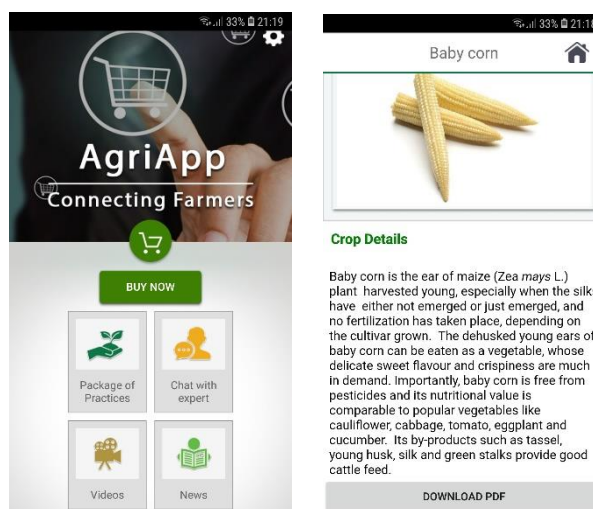 33% 21:19
AgriApp
Connecting Farmers
BUY NOW
Package of
Practices
Chat with
expert
Videos
News
33% 21:18
Baby corn
Crop Details
Baby corn is the ear of maize (Zea mays L.)
plant harvested young, especially when the silks
have either not emerged or just emerged, and
no fertilization has taken place, depending on
the cultivar grown. The dehusked young ears of
baby corn can be eaten as a vegetable, whose
delicate sweet flavour and crispiness are much
in demand. Importantly, baby corn is free from
pesticides and its nutritional value is
comparable to popular vegetables like
cauliflower, cabbage, tomato, eggplant and
cucumber. Its by-products such as tassel,
young husk, silk and green stalks provide good
cattle feed.
DOWNLOAD PDF